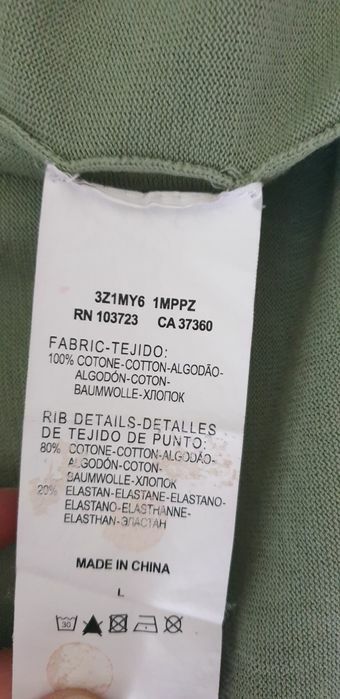 3Z1MY6 1MPPZ
RN 103723 CA 37360
FABRIC-TEJIDO:
100% COTONE-COTTON-ALGODÃO-
ALGODÓN-COTON-
BAUMWOLLE-ХЛОПОК
RIB DETAILS-DETALLES
DE TEJIDO DE PUNTO:
80% COTONE-COTTON-ALGODÃO-
ALGODÓN-COTON-
BAUMWOLLE-ХЛОПОК
20% ELASTAN-ELASTANE-ELASTANO-
ELASTANO-ELASTHANNE-
ELASTHAN-ЭЛАСТАН
MADE IN CHINA
L
30